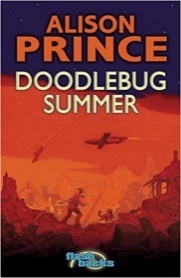 ALISON
PRINCE
DOODLEBUG
SUMMER
flash
backs